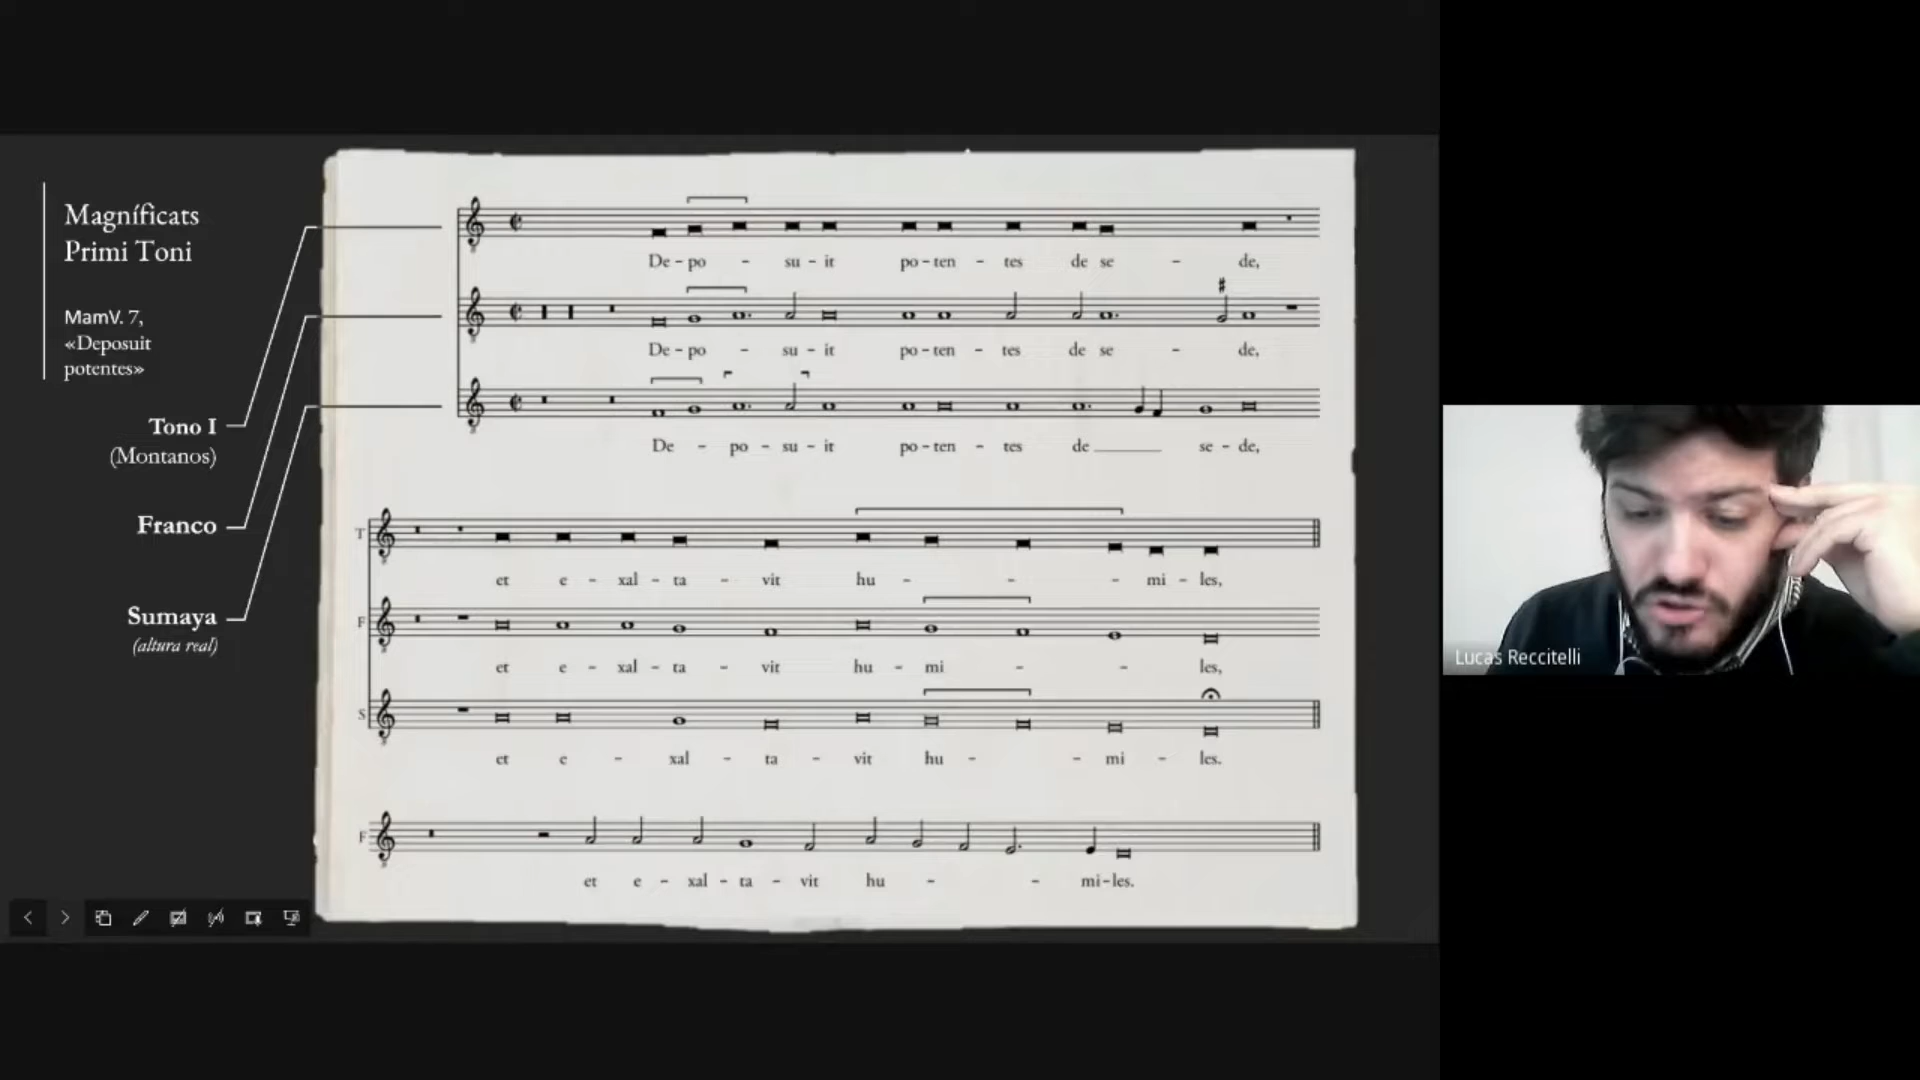 Magníficats
Primi Toni
MamV. 7,
«Deposuit
potentes»
Tono I
(Montanos)
Franco
Sumaya
(altura real)
De - po - su - it po - ten - tes de se - de,
De - po - su - it po - ten - tes de se - de,
De - po - su - it po - ten - tes de se - de,
T
et e - xal - ta - vit hu - - - mi - les,
F
et e - xal - ta - vit hu - mi - - les,
S
et e - xal - ta - vit hu - - mi - les.
F
et e - xal - ta - vit hu - - mi - les.
Lucas Reccitelli